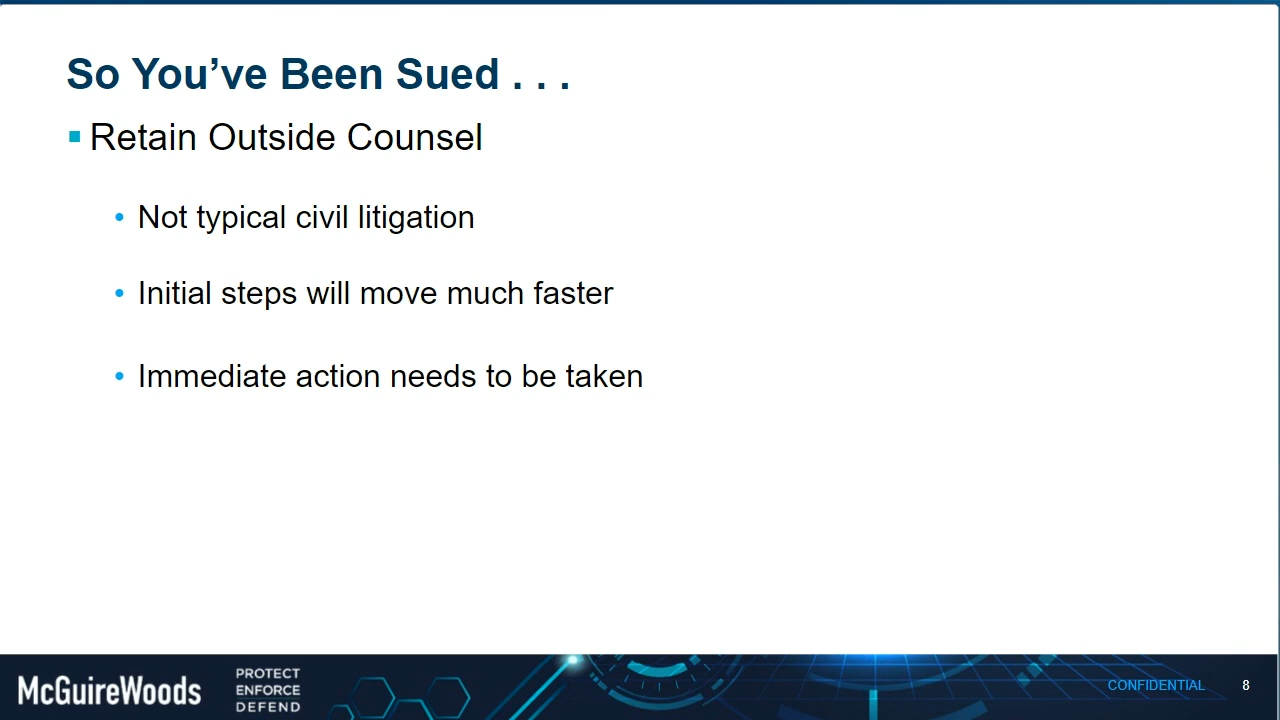 So You’ve Been Sued . . .
Retain Outside Counsel
Not typical civil litigation
Initial steps will move much faster
Immediate action needs to be taken
McGuireWoods
PROTECT
ENFORCE
DEFEND
CONFIDENTIAL
8